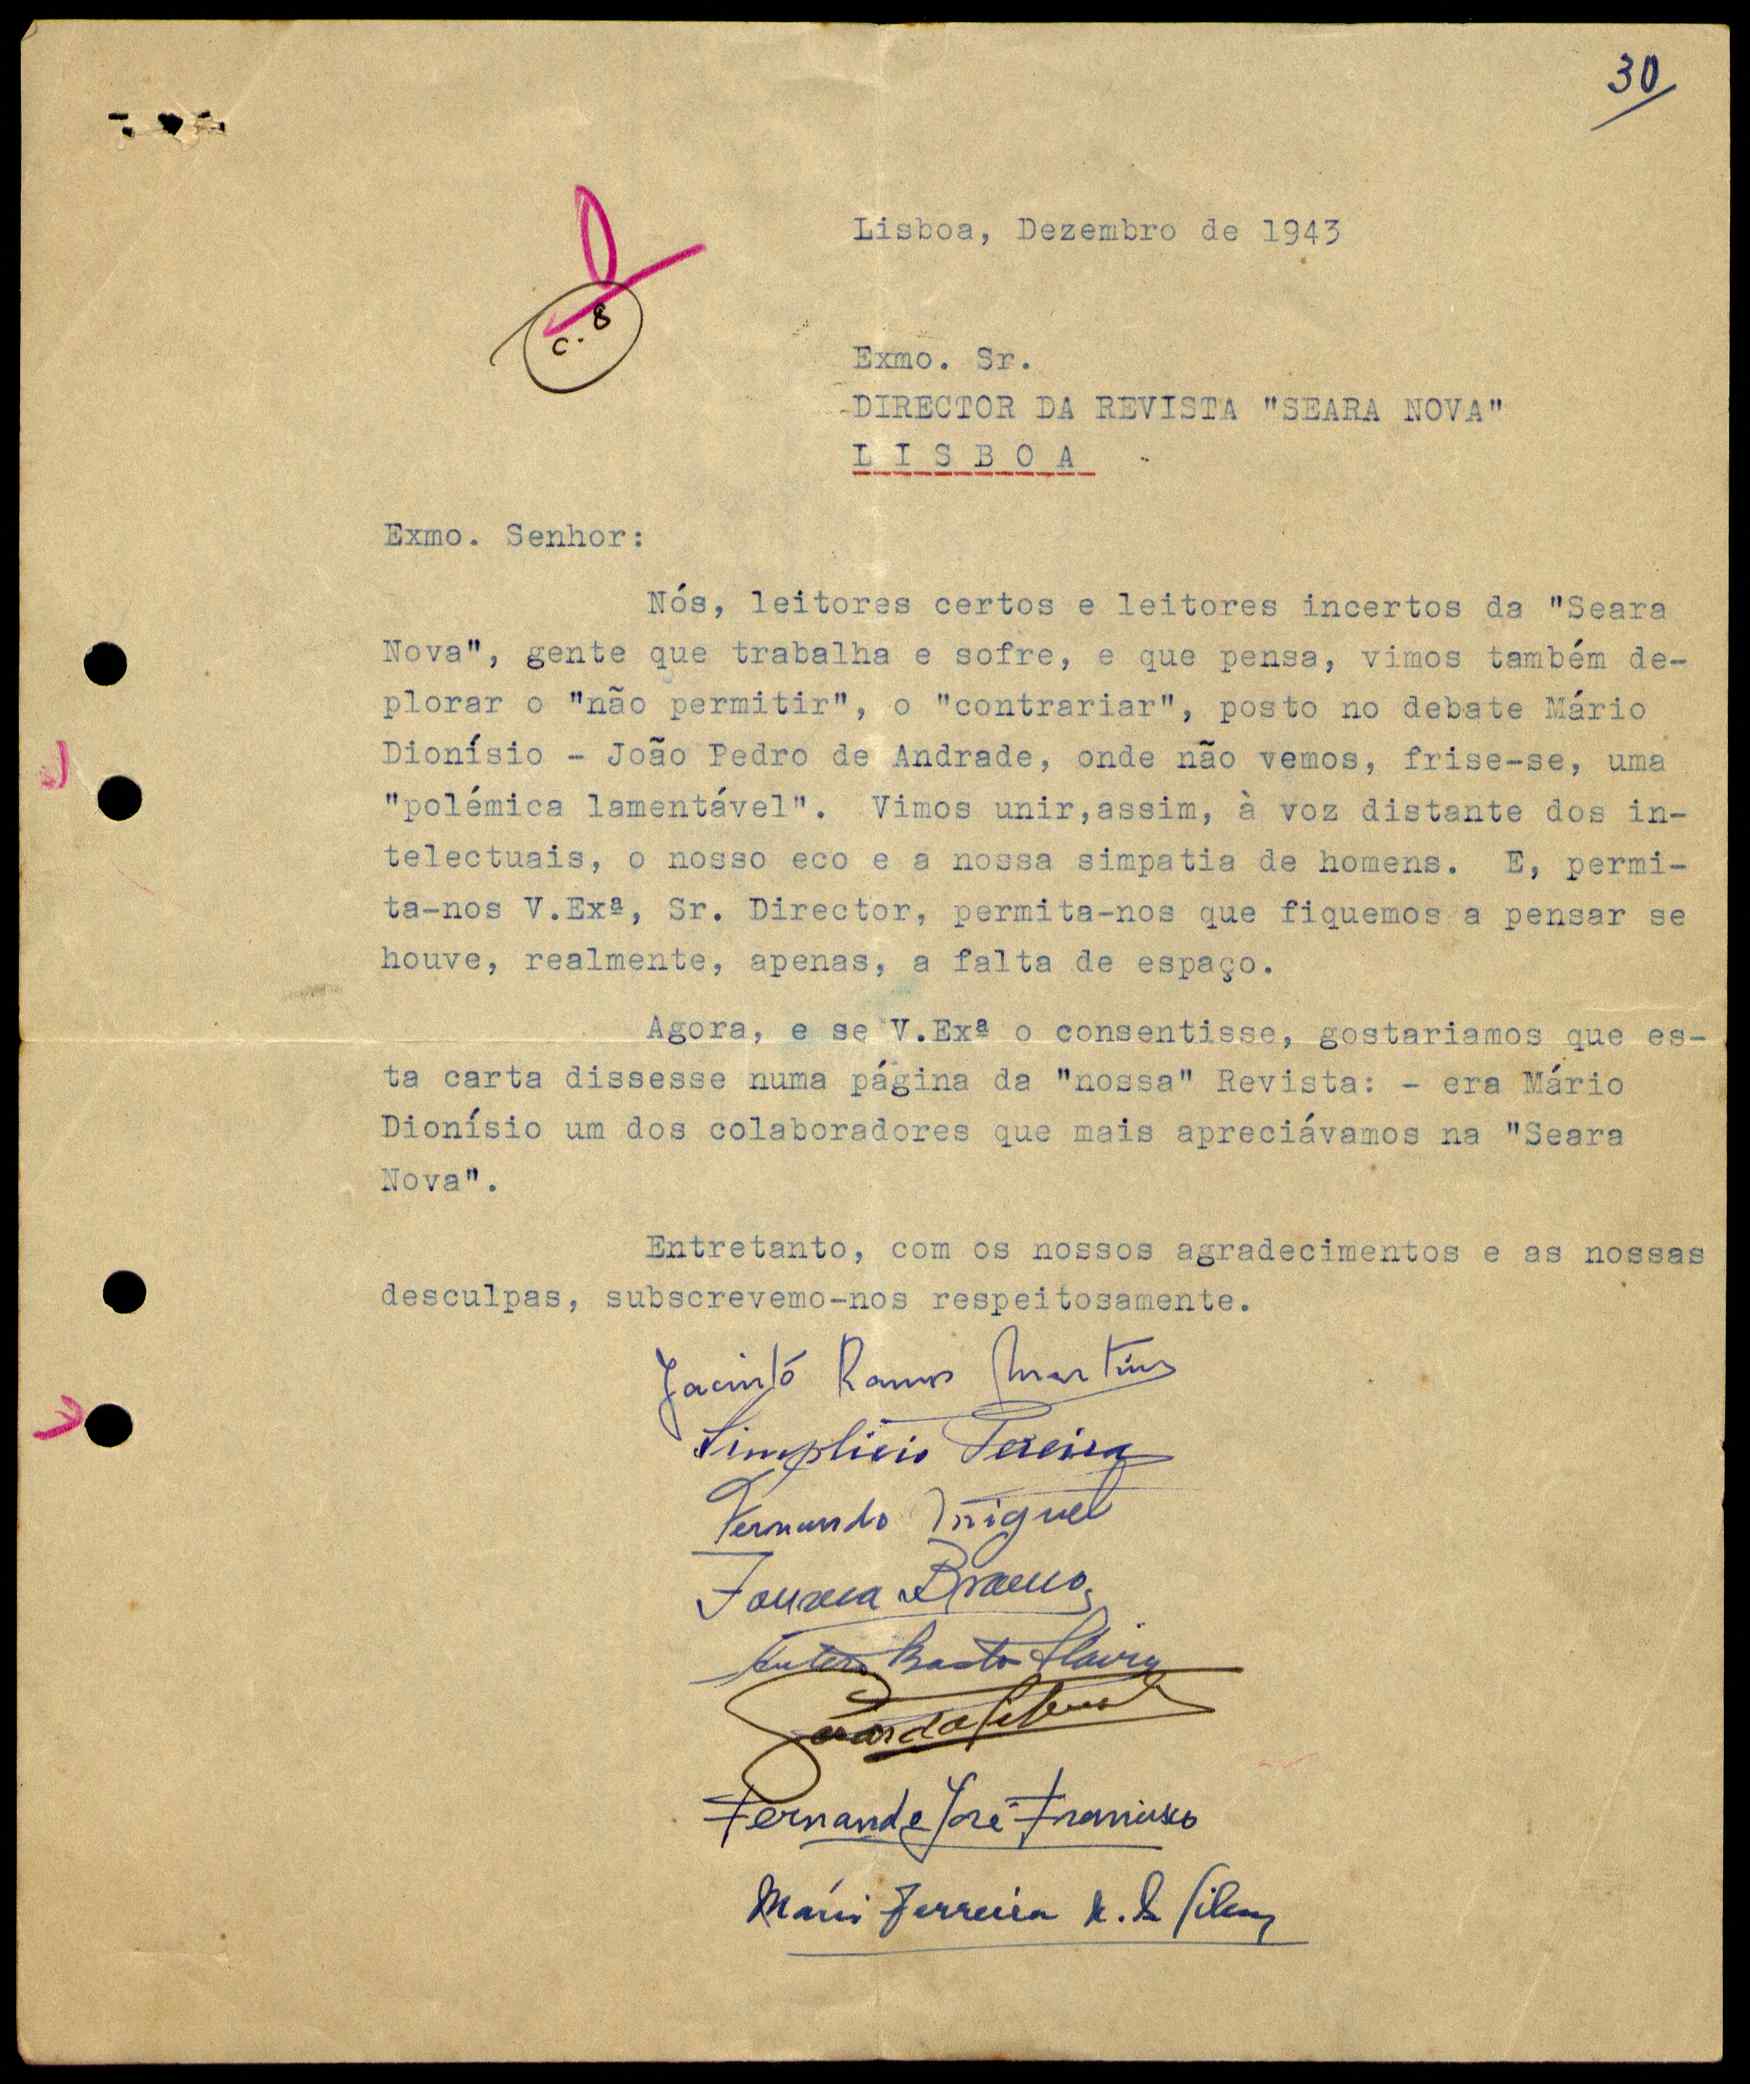 30
Lisboa, Dezembro de 1943
c. 8
Exmo. Sr.
DIRECTOR DA REVISTA "SEARA NOVA"
L I S B O A
Exmo. Senhor:
Nós, leitores certos e leitores incertos da "Seara
Nova", gente que trabalha e sofre, e que pensa, vimos também de-
plorar o "não permitir", o "contrariar", posto no debate Mário
Dionísio - João Pedro de Andrade, onde não vemos, frise-se, uma
"polémica lamentável". Vimos unir,assim, à voz distante dos in-
telectuais, o nosso eco e a nossa simpatia de homens. E, permi-
ta-nos V.Exª, Sr. Director, permita-nos que fiquemos a pensar se
houve, realmente, apenas, a falta de espaço.
Agora, e se V.Exª o consentisse, gostariamos que es-
ta carta dissesse numa página da "nossa" Revista: - era Mário
Dionísio um dos colaboradores que mais apreciávamos na "Seara
Nova".
Entretanto, com os nossos agradecimentos e as nossas
desculpas, subscrevemo-nos respeitosamente.
Jacinto Ramos Martins
Simplicio Pereira
Fernando Miguel
Fonseca Branco
Antero Basto
Fernando José Francisco
Mário Ferreira da Silva